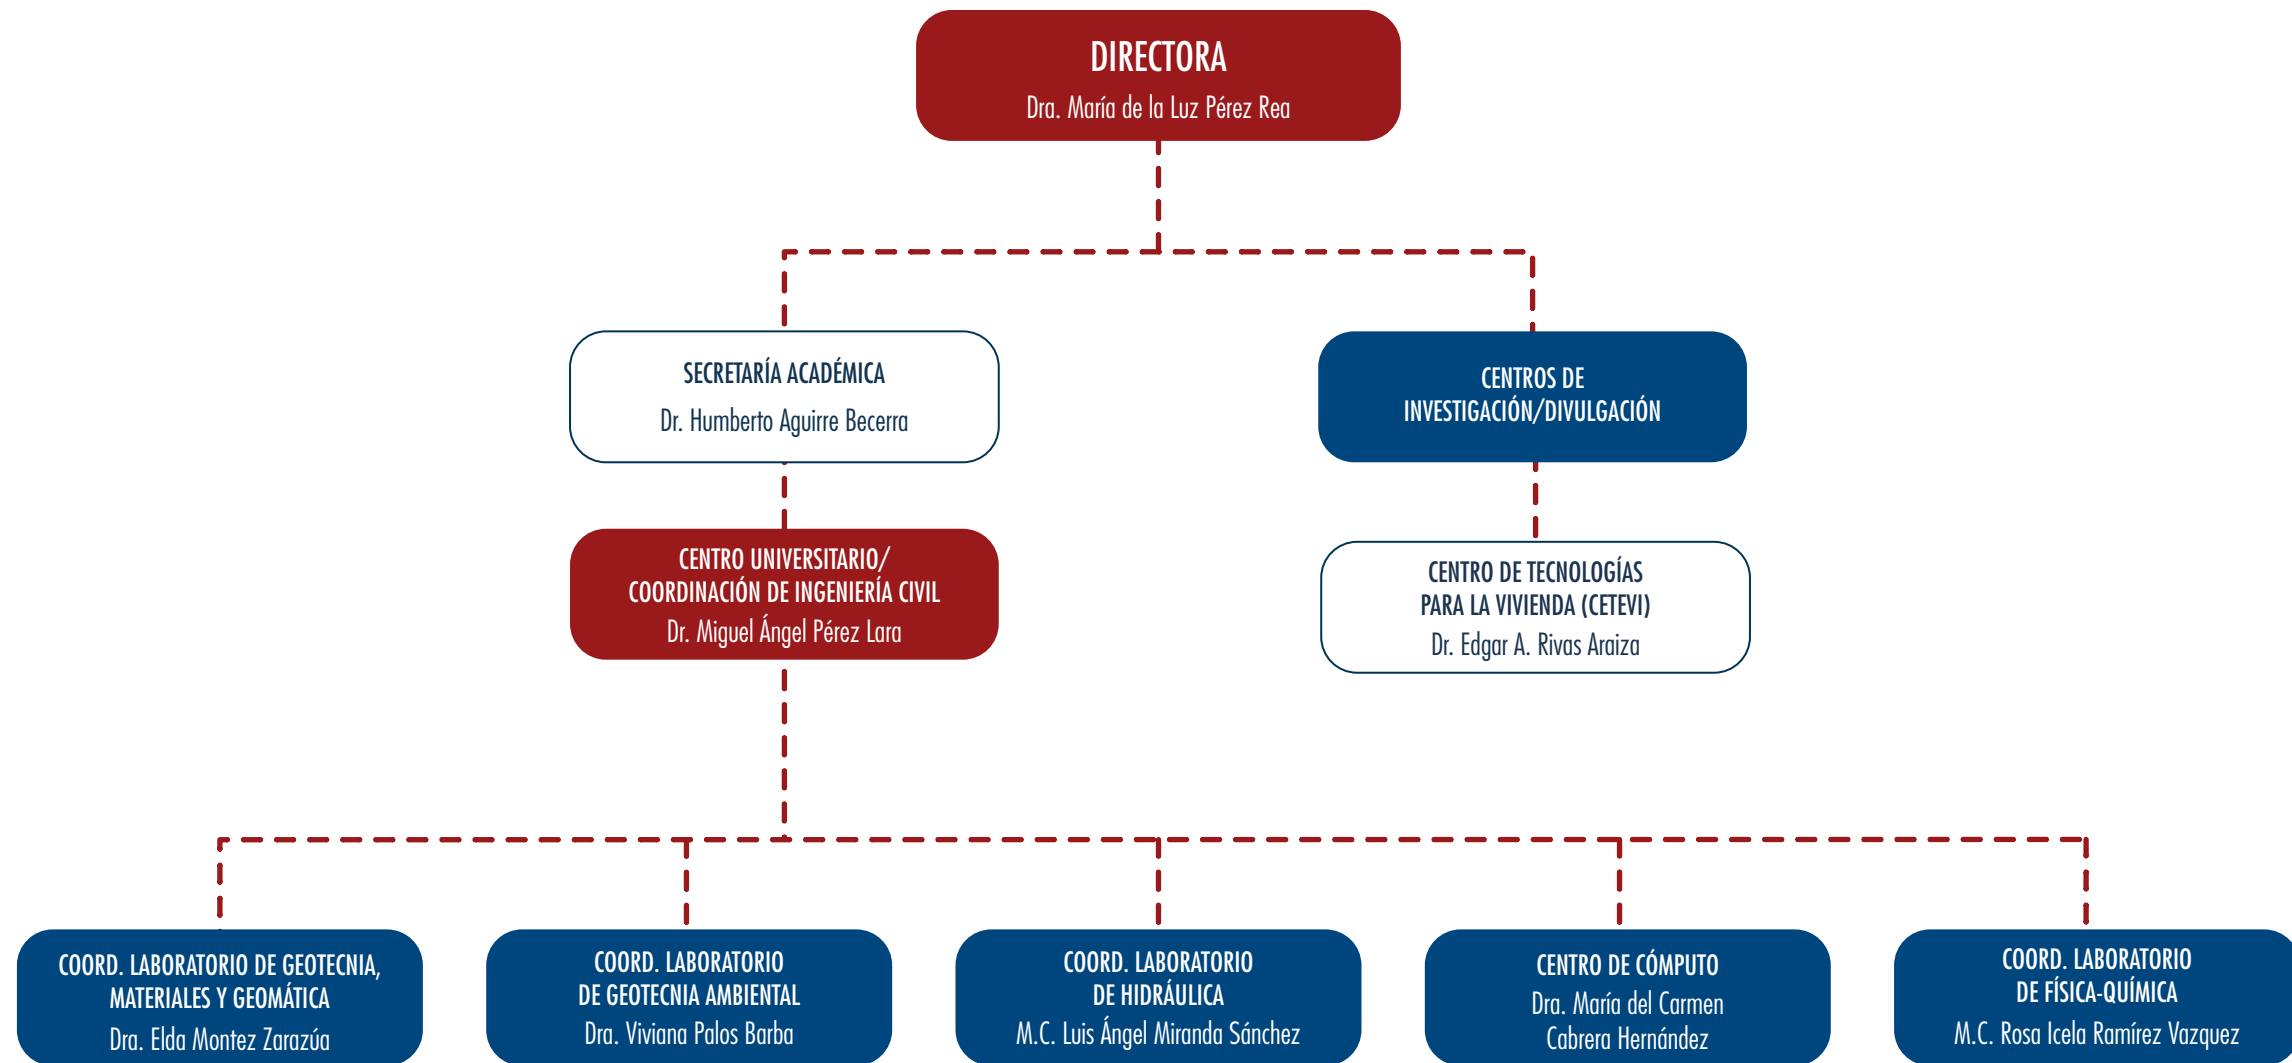 DIRECTORA
Dra. María de la Luz Pérez Rea
SECRETARÍA ACADÉMICA
Dr. Humberto Aguirre Becerra
CENTROS DE
INVESTIGACIÓN/DIVULGACIÓN
CENTRO UNIVERSITARIO/
COORDINACIÓN DE INGENIERÍA CIVIL
Dr. Miguel Ángel Pérez Lara
CENTRO DE TECNOLOGÍAS
PARA LA VIVIENDA (CETEVI)
Dr. Edgar A. Rivas Araiza
COORD. LABORATORIO DE GEOTECNIA,
MATERIALES Y GEOMÁTICA
Dra. Elda Montez Zarazúa
COORD. LABORATORIO
DE GEOTECNIA AMBIENTAL
Dra. Viviana Palos Barba
COORD. LABORATORIO
DE HIDRÁULICA
M.C. Luis Ángel Miranda Sánchez
CENTRO DE CÓMPUTO
Dra. María del Carmen
Cabrera Hernández
COORD. LABORATORIO
DE FÍSICA-QUÍMICA
M.C. Rosa Icela Ramírez Vazquez